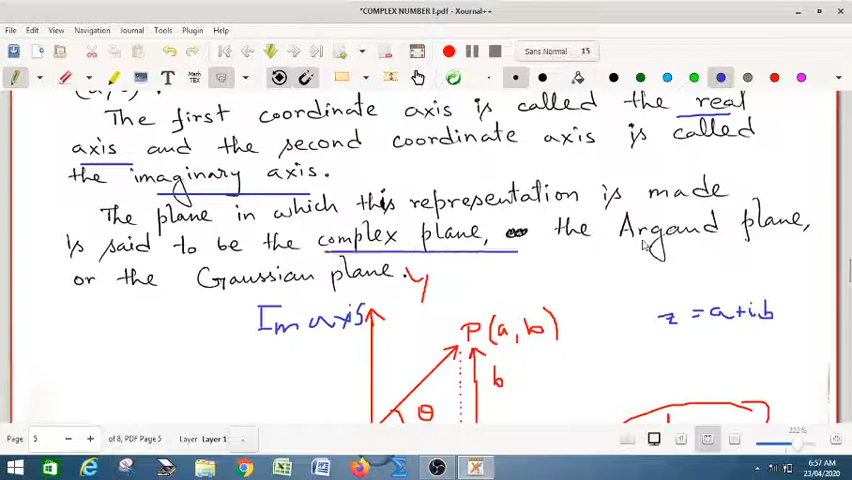 *COMPLEX NUMBER I.pdf - Xournal++
File Edit View Navigation Journal Tools Plugin Help
Sans Normal 15
The first coordinate axis is called the real
axis and the second coordinate axis is called
the imaginary axis.
The plane in which this representation is made
is said to be the complex plane, the Argand plane,
or the Gaussian plane.
y
Im axis
P(a, b)
z = a+ib
b
θ
Page 5 of 8, PDF Page 5 Layer Layer 1
222%
6:57 AM
23/04/2020